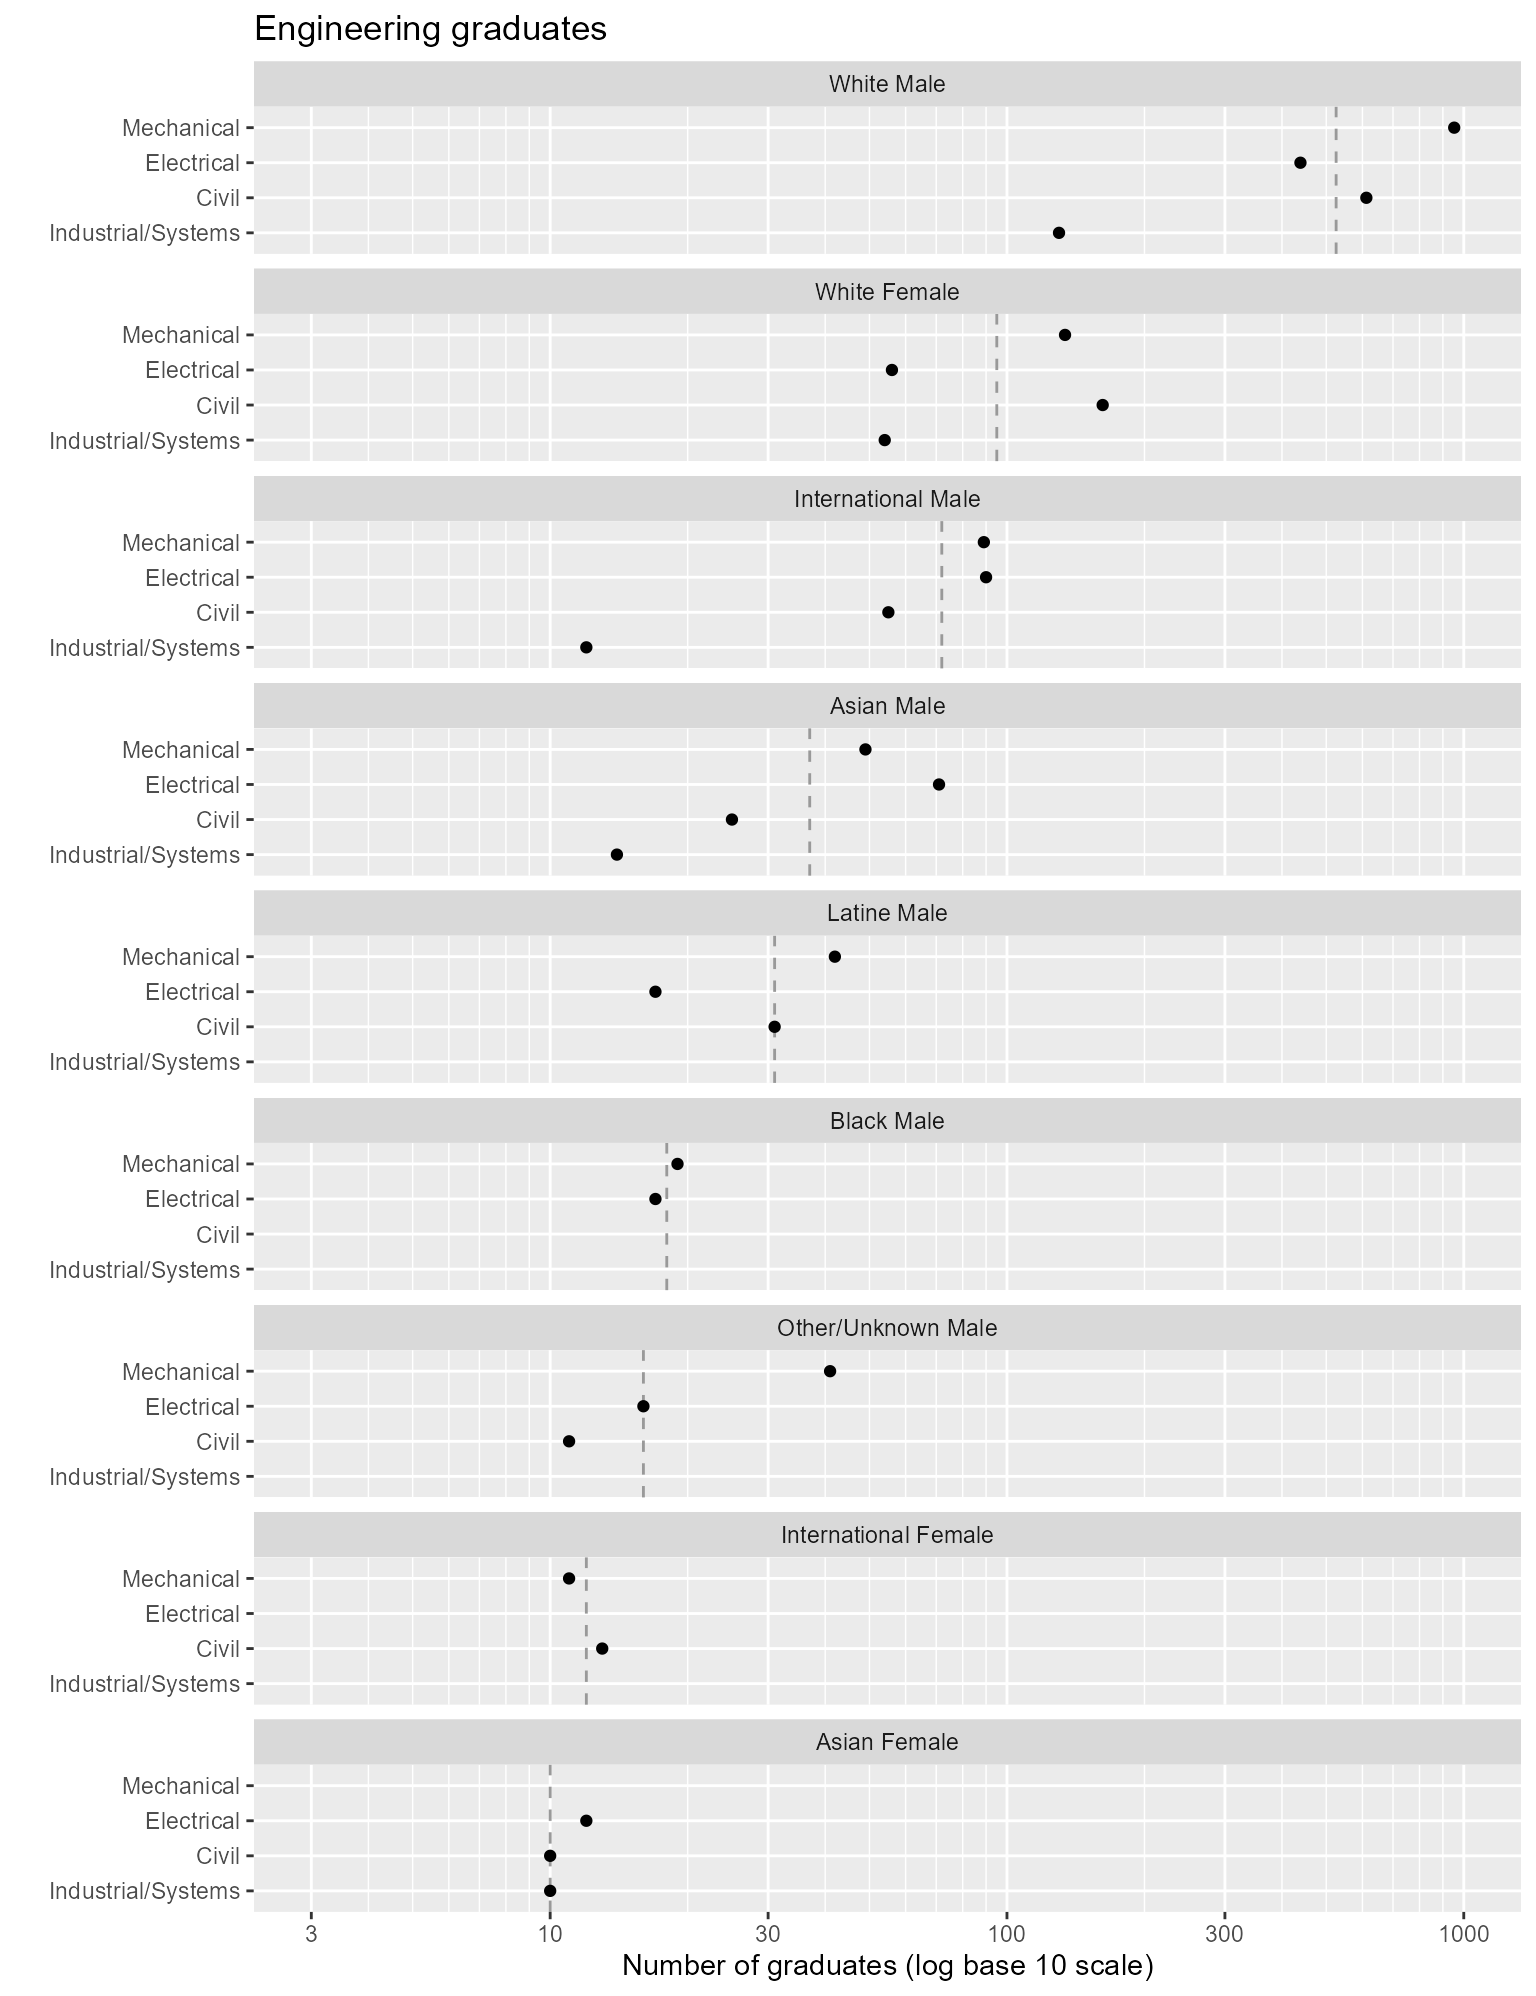 Engineering graduates
White Male
Mechanical
Electrical
Civil
Industrial/Systems
White Female
Mechanical
Electrical
Civil
Industrial/Systems
International Male
Mechanical
Electrical
Civil
Industrial/Systems
Asian Male
Mechanical
Electrical
Civil
Industrial/Systems
Latine Male
Mechanical
Electrical
Civil
Industrial/Systems
Black Male
Mechanical
Electrical
Civil
Industrial/Systems
Other/Unknown Male
Mechanical
Electrical
Civil
Industrial/Systems
International Female
Mechanical
Electrical
Civil
Industrial/Systems
Asian Female
Mechanical
Electrical
Civil
Industrial/Systems
3 10 30 100 300 1000
Number of graduates (log base 10 scale)